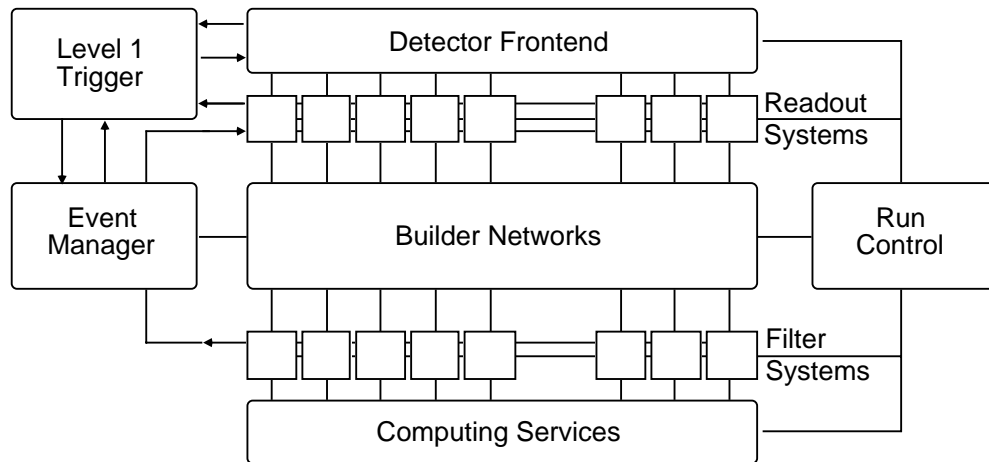 Level 1
Trigger
Detector Frontend
Readout
Systems
Event
Manager
Builder Networks
Run
Control
Filter
Systems
Computing Services